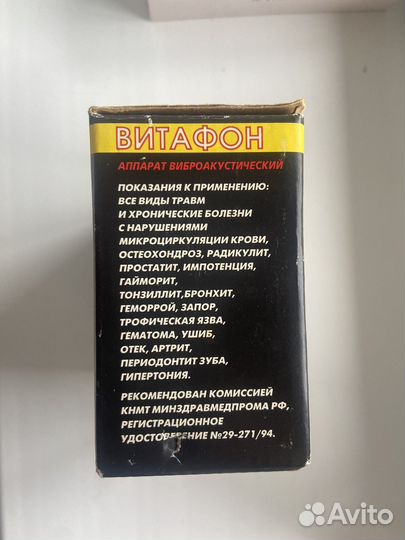 ВИТАФОН
АППАРАТ ВИБРОАКУСТИЧЕСКИЙ
ПОКАЗАНИЯ К ПРИМЕНЕНИЮ:
ВСЕ ВИДЫ ТРАВМ
И ХРОНИЧЕСКИЕ БОЛЕЗНИ
С НАРУШЕНИЯМИ
МИКРОЦИРКУЛЯЦИИ КРОВИ,
ОСТЕОХОНДРОЗ, РАДИКУЛИТ,
ПРОСТАТИТ, ИМПОТЕНЦИЯ,
ГАЙМОРИТ,
ТОНЗИЛЛИТ,БРОНХИТ,
ГЕМОРРОЙ, ЗАПОР,
ТРОФИЧЕСКАЯ ЯЗВА,
ГЕМАТОМА, УШИБ,
ОТЕК, АРТРИТ,
ПЕРИОДОНТИТ ЗУБА,
ГИПЕРТОНИЯ.
РЕКОМЕНДОВАН КОМИССИЕЙ
КНМТ МИНЗДРАВМЕДПРОМА РФ,
РЕГИСТРАЦИОННОЕ
УДОСТОВЕРЕНИЕ №29-271/94.
Avito